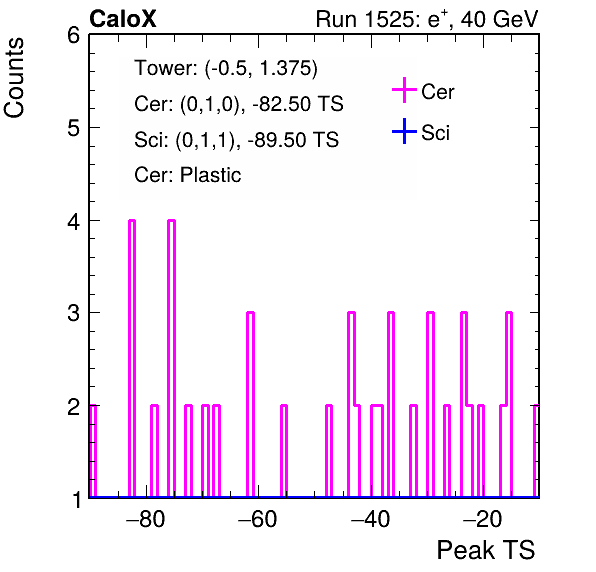 CaloX Run 1525: e+, 40 GeV
Counts
Tower: (-0.5, 1.375)
Cer: (0,1,0), -82.50 TS
Sci: (0,1,1), -89.50 TS
Cer: Plastic
Cer
Sci
6
5
4
3
2
1
−80 −60 −40 −20
Peak TS